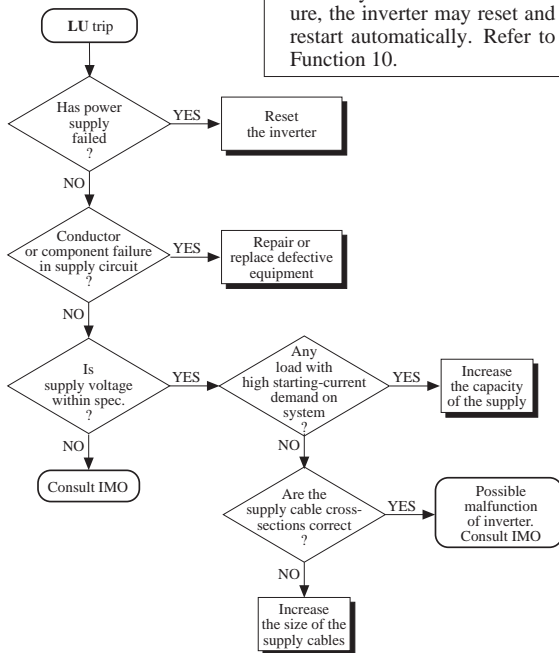 ure, the inverter may reset and
restart automatically. Refer to
Function 10.
LU trip
Has power
supply
failed
?
YES
Reset
the inverter
NO
Conductor
or component failure
in supply circuit
?
YES
Repair or
replace defective
equipment
NO
Is
supply voltage
within spec.
?
YES
Any
load with
high starting-current
demand on
system
?
YES
Increase
the capacity
of the supply
NO
Consult IMO
NO
Are the
supply cable cross-
sections correct
?
YES
Possible
malfunction
of inverter.
Consult IMO
NO
Increase
the size of the
supply cables